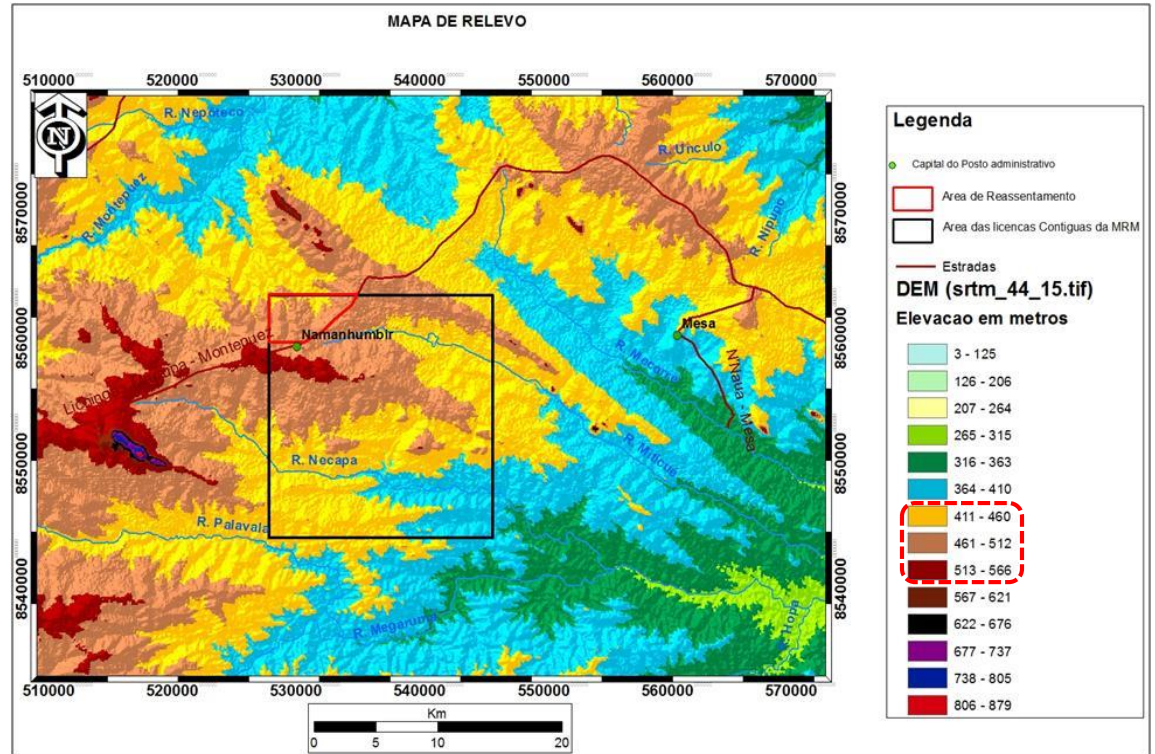 MAPA DE RELEVO
510000 520000 530000 540000 550000 560000 570000
8570000
8560000
8550000
8540000
8570000
8560000
8550000
8540000
N
R. Nepoteco
R. Unculo
R. Montepuez
R. Nipuno
Namanhumbir
Mesa
Montepuez
R. Mecoma
N'Naua - Mesa
R. Necapa
R. Miticue
R. Palavala
R. Megaruma
Hopa
510000 520000 530000 540000 550000 560000 570000
Km
0 5 10 20
Legenda
Capital do Posto administrativo
Area de Reassentamento
Area das licencas Contiguas da MRM
Estradas
DEM (srtm_44_15.tif)
Elevacao em metros
3 - 125
126 - 206
207 - 264
265 - 315
316 - 363
364 - 410
411 - 460
461 - 512
513 - 566
567 - 621
622 - 676
677 - 737
738 - 805
806 - 879